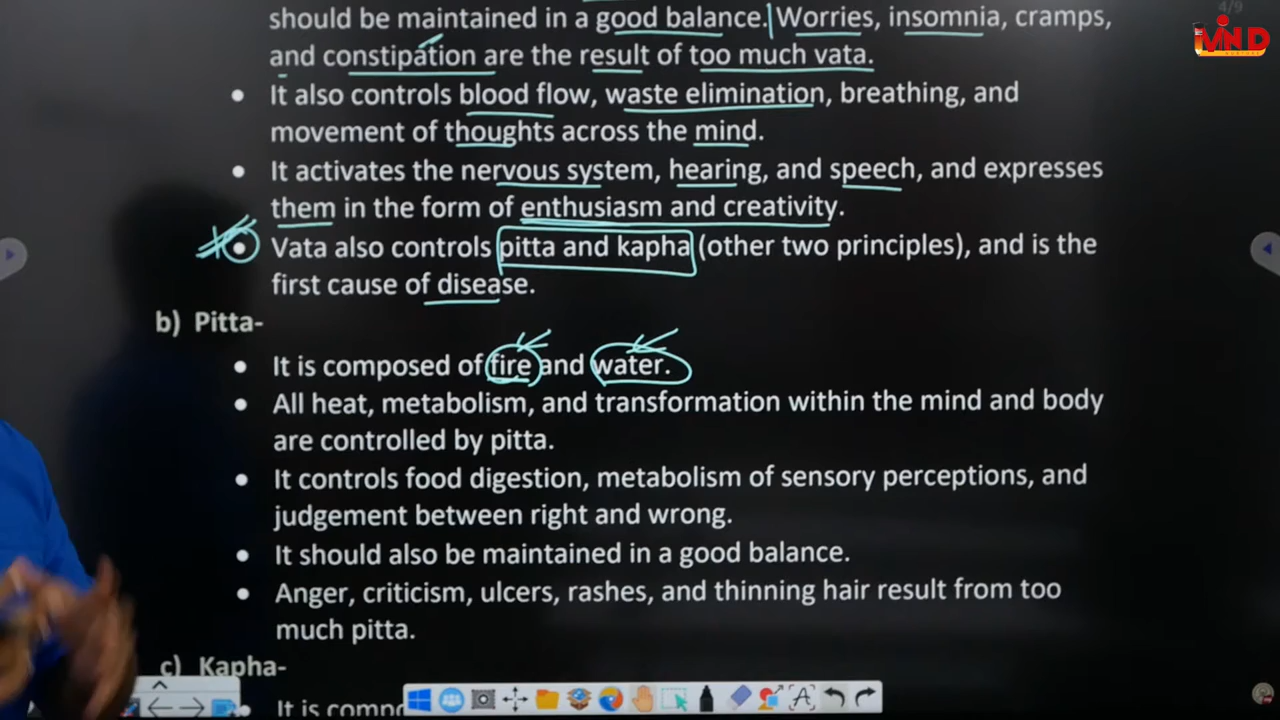 4/9
should be maintained in a good balance. Worries, insomnia, cramps,
and constipation are the result of too much vata.
• It also controls blood flow, waste elimination, breathing, and
movement of thoughts across the mind.
• It activates the nervous system, hearing, and speech, and expresses
them in the form of enthusiasm and creativity.
• Vata also controls pitta and kapha (other two principles), and is the
first cause of disease.
b) Pitta-
• It is composed of fire and water.
• All heat, metabolism, and transformation within the mind and body
are controlled by pitta.
• It controls food digestion, metabolism of sensory perceptions, and
judgement between right and wrong.
• It should also be maintained in a good balance.
• Anger, criticism, ulcers, rashes, and thinning hair result from too
much pitta.
c) Kapha-
• It is